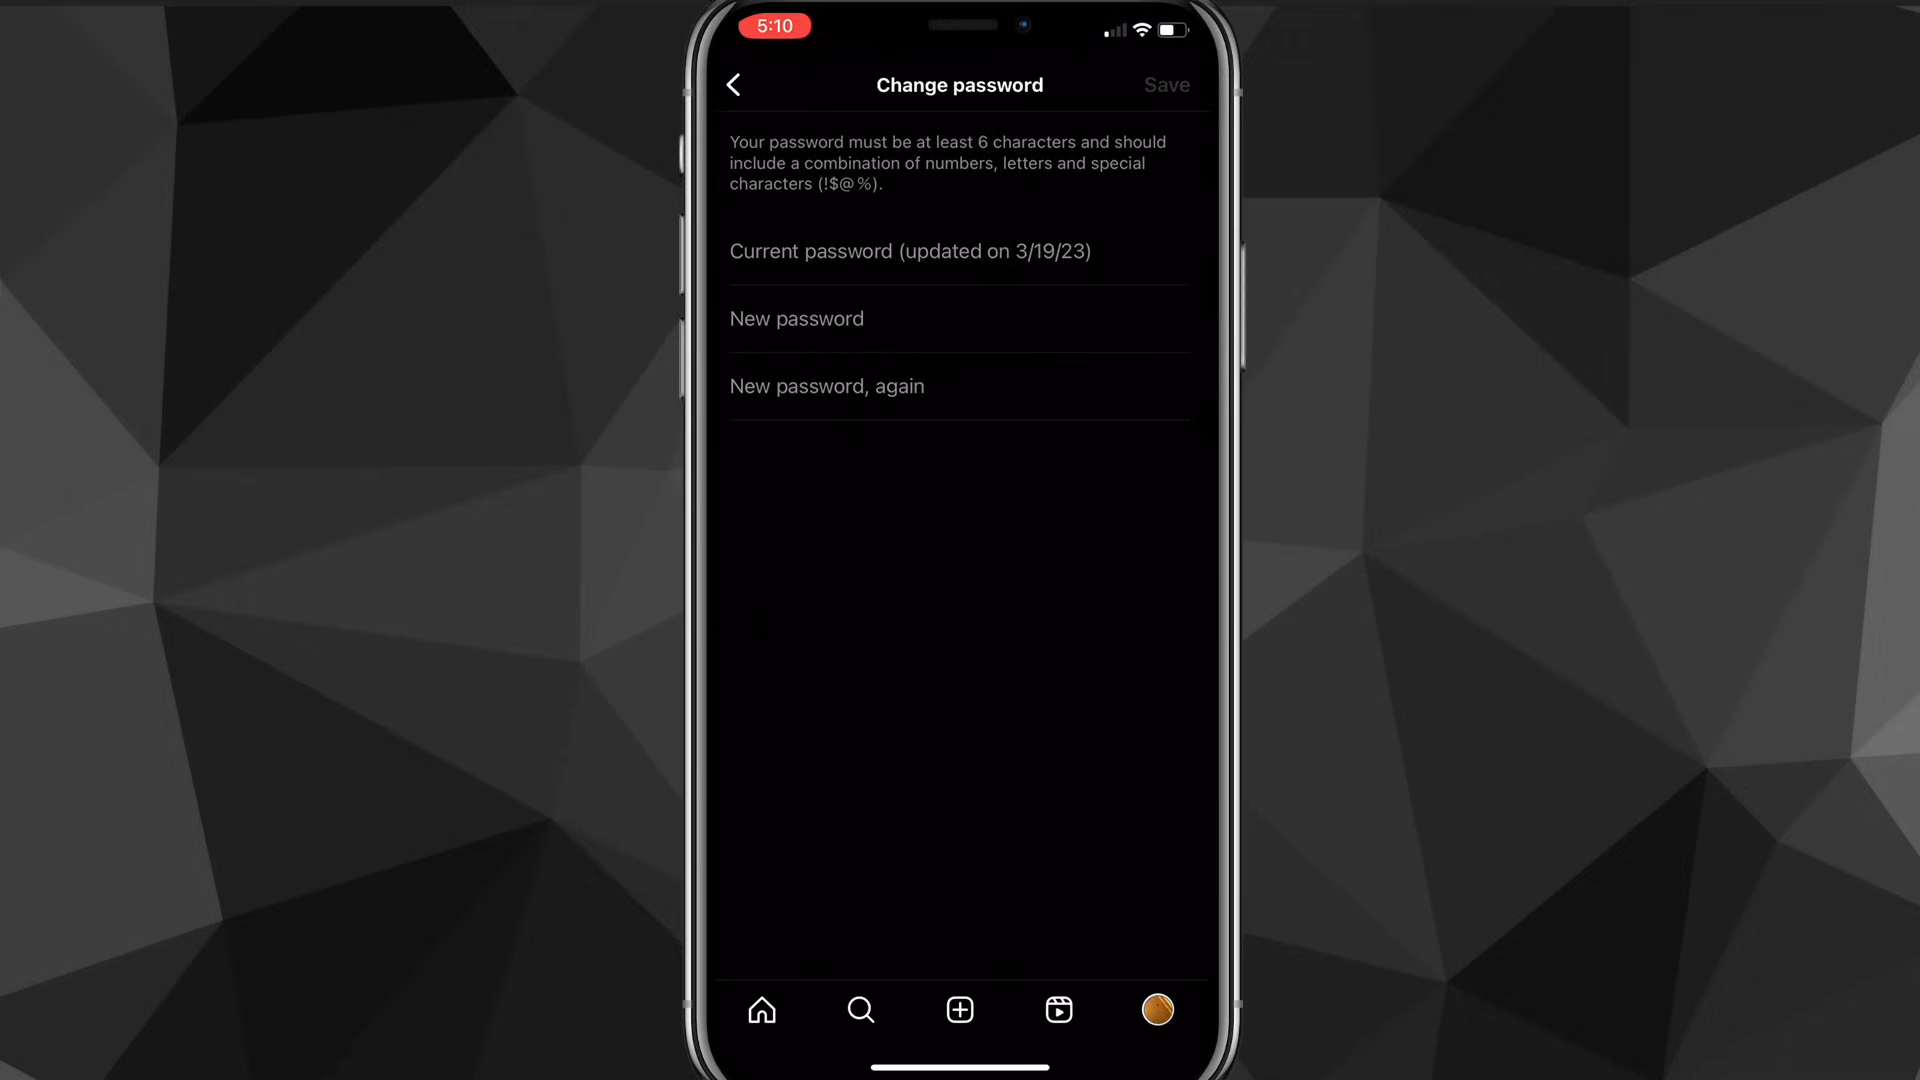 5:10
Change password
Save
Your password must be at least 6 characters and should
include a combination of numbers, letters and special
characters (!$@%).
Current password (updated on 3/19/23)
New password
New password, again